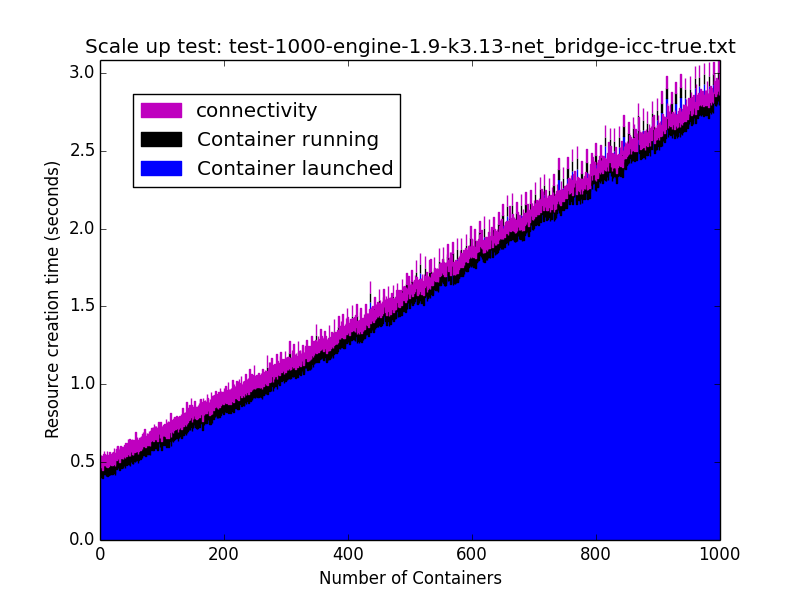 Scale up test: test-1000-engine-1.9-k3.13-net_bridge-icc-true.txt
connectivity
Container running
Container launched
Resource creation time (seconds)
3.0
2.5
2.0
1.5
1.0
0.5
0.0
0 200 400 600 800 1000
Number of Containers